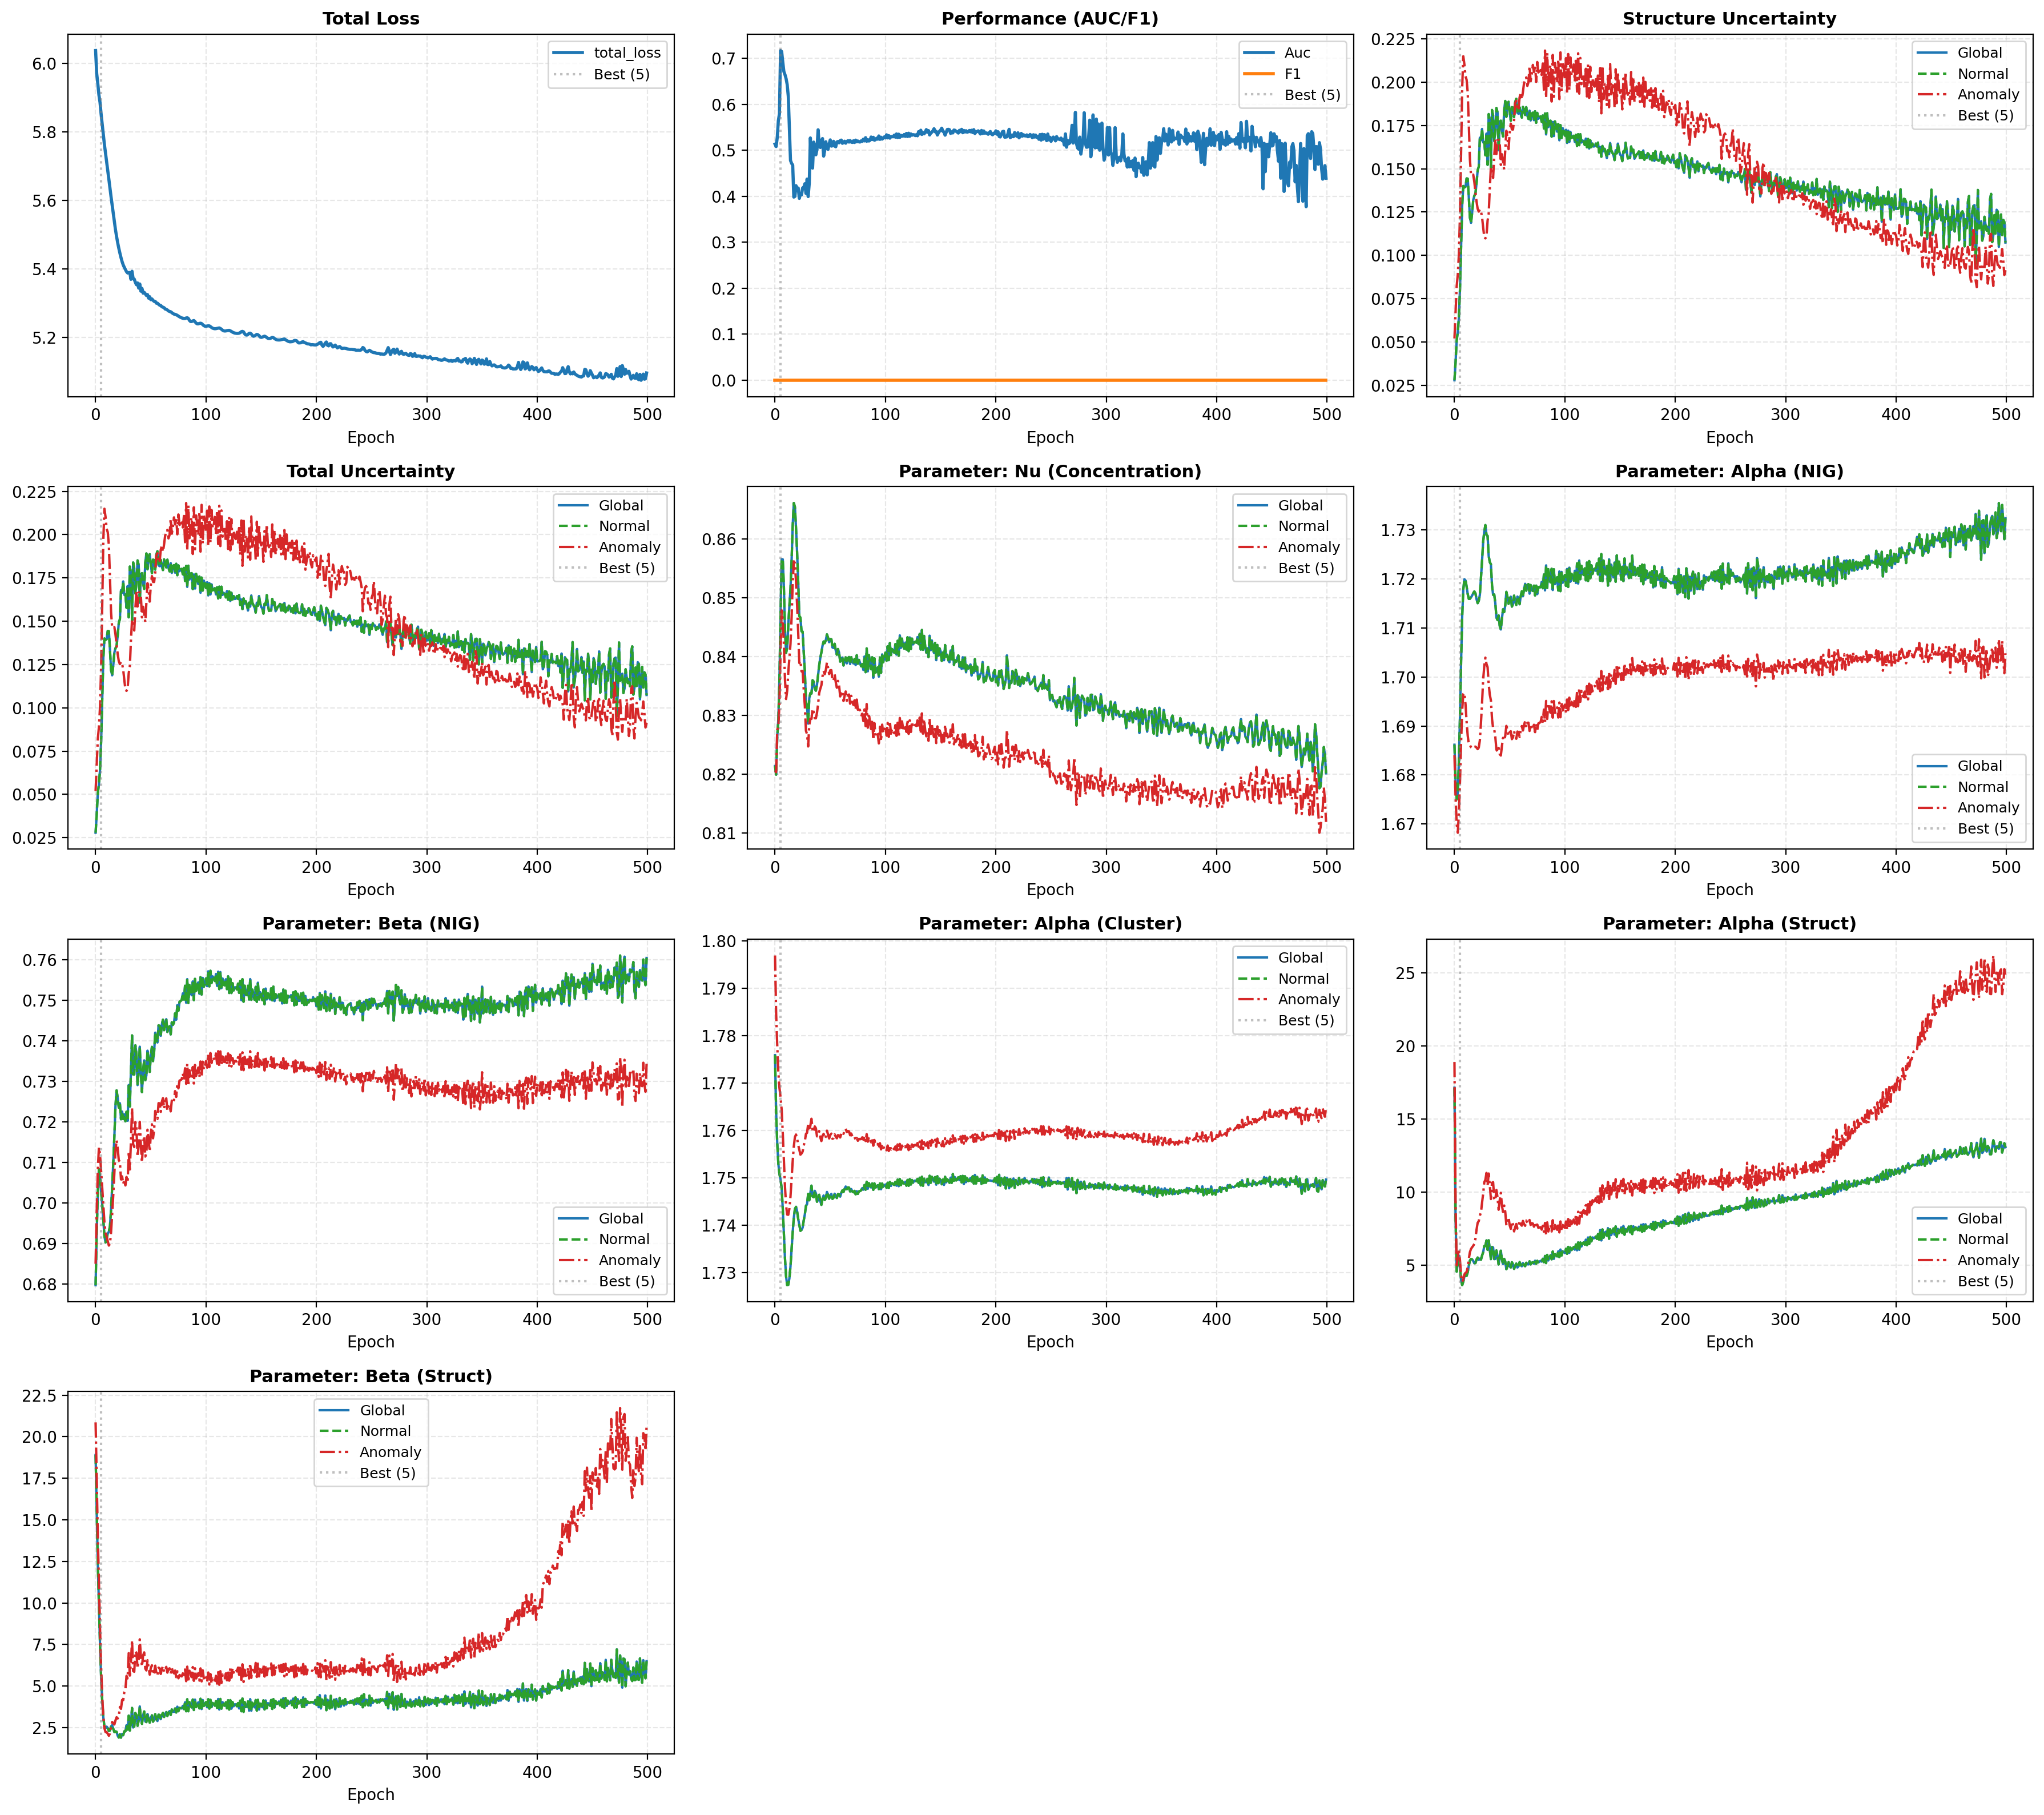 Total Loss
6.0
5.8
5.6
5.4
5.2
0
100
200
300
400
500
Epoch
total_loss
Best (5)
Performance (AUC/F1)
0.7
0.6
0.5
0.4
0.3
0.2
0.1
0.0
0
100
200
300
400
500
Epoch
Auc
F1
Best (5)
Structure Uncertainty
0.225
0.200
0.175
0.150
0.125
0.100
0.075
0.050
0.025
0
100
200
300
400
500
Epoch
Global
Normal
Anomaly
Best (5)
Total Uncertainty
0.225
0.200
0.175
0.150
0.125
0.100
0.075
0.050
0.025
0
100
200
300
400
500
Epoch
Global
Normal
Anomaly
Best (5)
Parameter: Nu (Concentration)
0.86
0.85
0.84
0.83
0.82
0.81
0
100
200
300
400
500
Epoch
Global
Normal
Anomaly
Best (5)
Parameter: Alpha (NIG)
1.73
1.72
1.71
1.70
1.69
1.68
1.67
0
100
200
300
400
500
Epoch
Global
Normal
Anomaly
Best (5)
Parameter: Beta (NIG)
0.76
0.75
0.74
0.73
0.72
0.71
0.70
0.69
0.68
0
100
200
300
400
500
Epoch
Global
Normal
Anomaly
Best (5)
Parameter: Alpha (Cluster)
1.80
1.79
1.78
1.77
1.76
1.75
1.74
1.73
0
100
200
300
400
500
Epoch
Global
Normal
Anomaly
Best (5)
Parameter: Alpha (Struct)
25
20
15
10
5
0
100
200
300
400
500
Epoch
Global
Normal
Anomaly
Best (5)
Parameter: Beta (Struct)
22.5
20.0
17.5
15.0
12.5
10.0
7.5
5.0
2.5
0
100
200
300
400
500
Epoch
Global
Normal
Anomaly
Best (5)